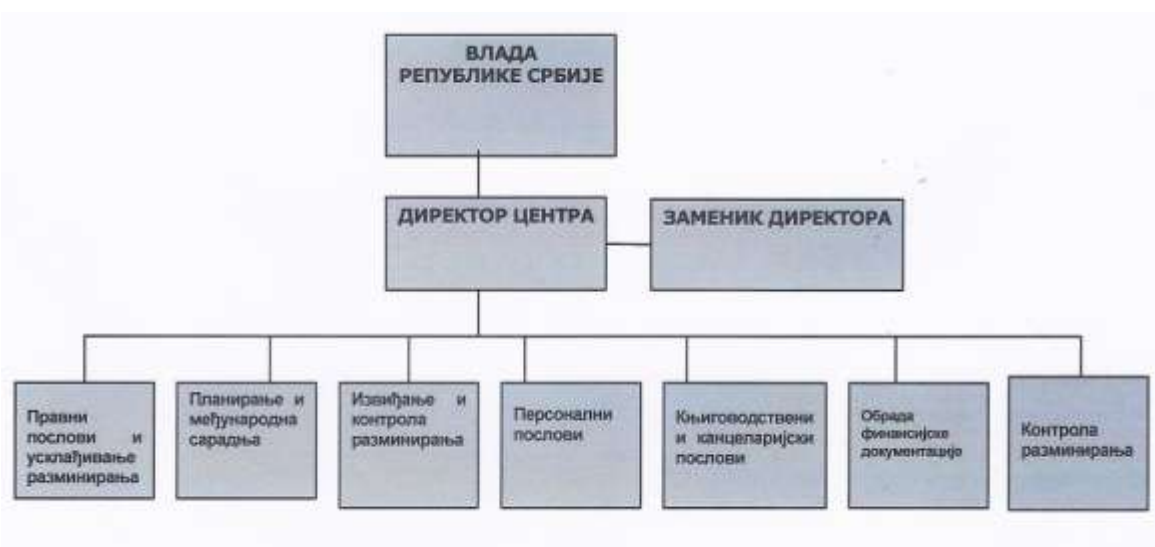 ВЛАДА
РЕПУБЛИКЕ СРБИЈЕ
ДИРЕКТОР ЦЕНТРА
ЗАМЕНИК ДИРЕКТОРА
Правни
послови и
усклађивање
разминирања
Планирање и
међународна
сарадња
Извиђање и
контрола
разминирања
Персонални
послови
Књиговодствени
и канцеларијски
послови
Обрада
финансијске
документације
Контрола
разминирања